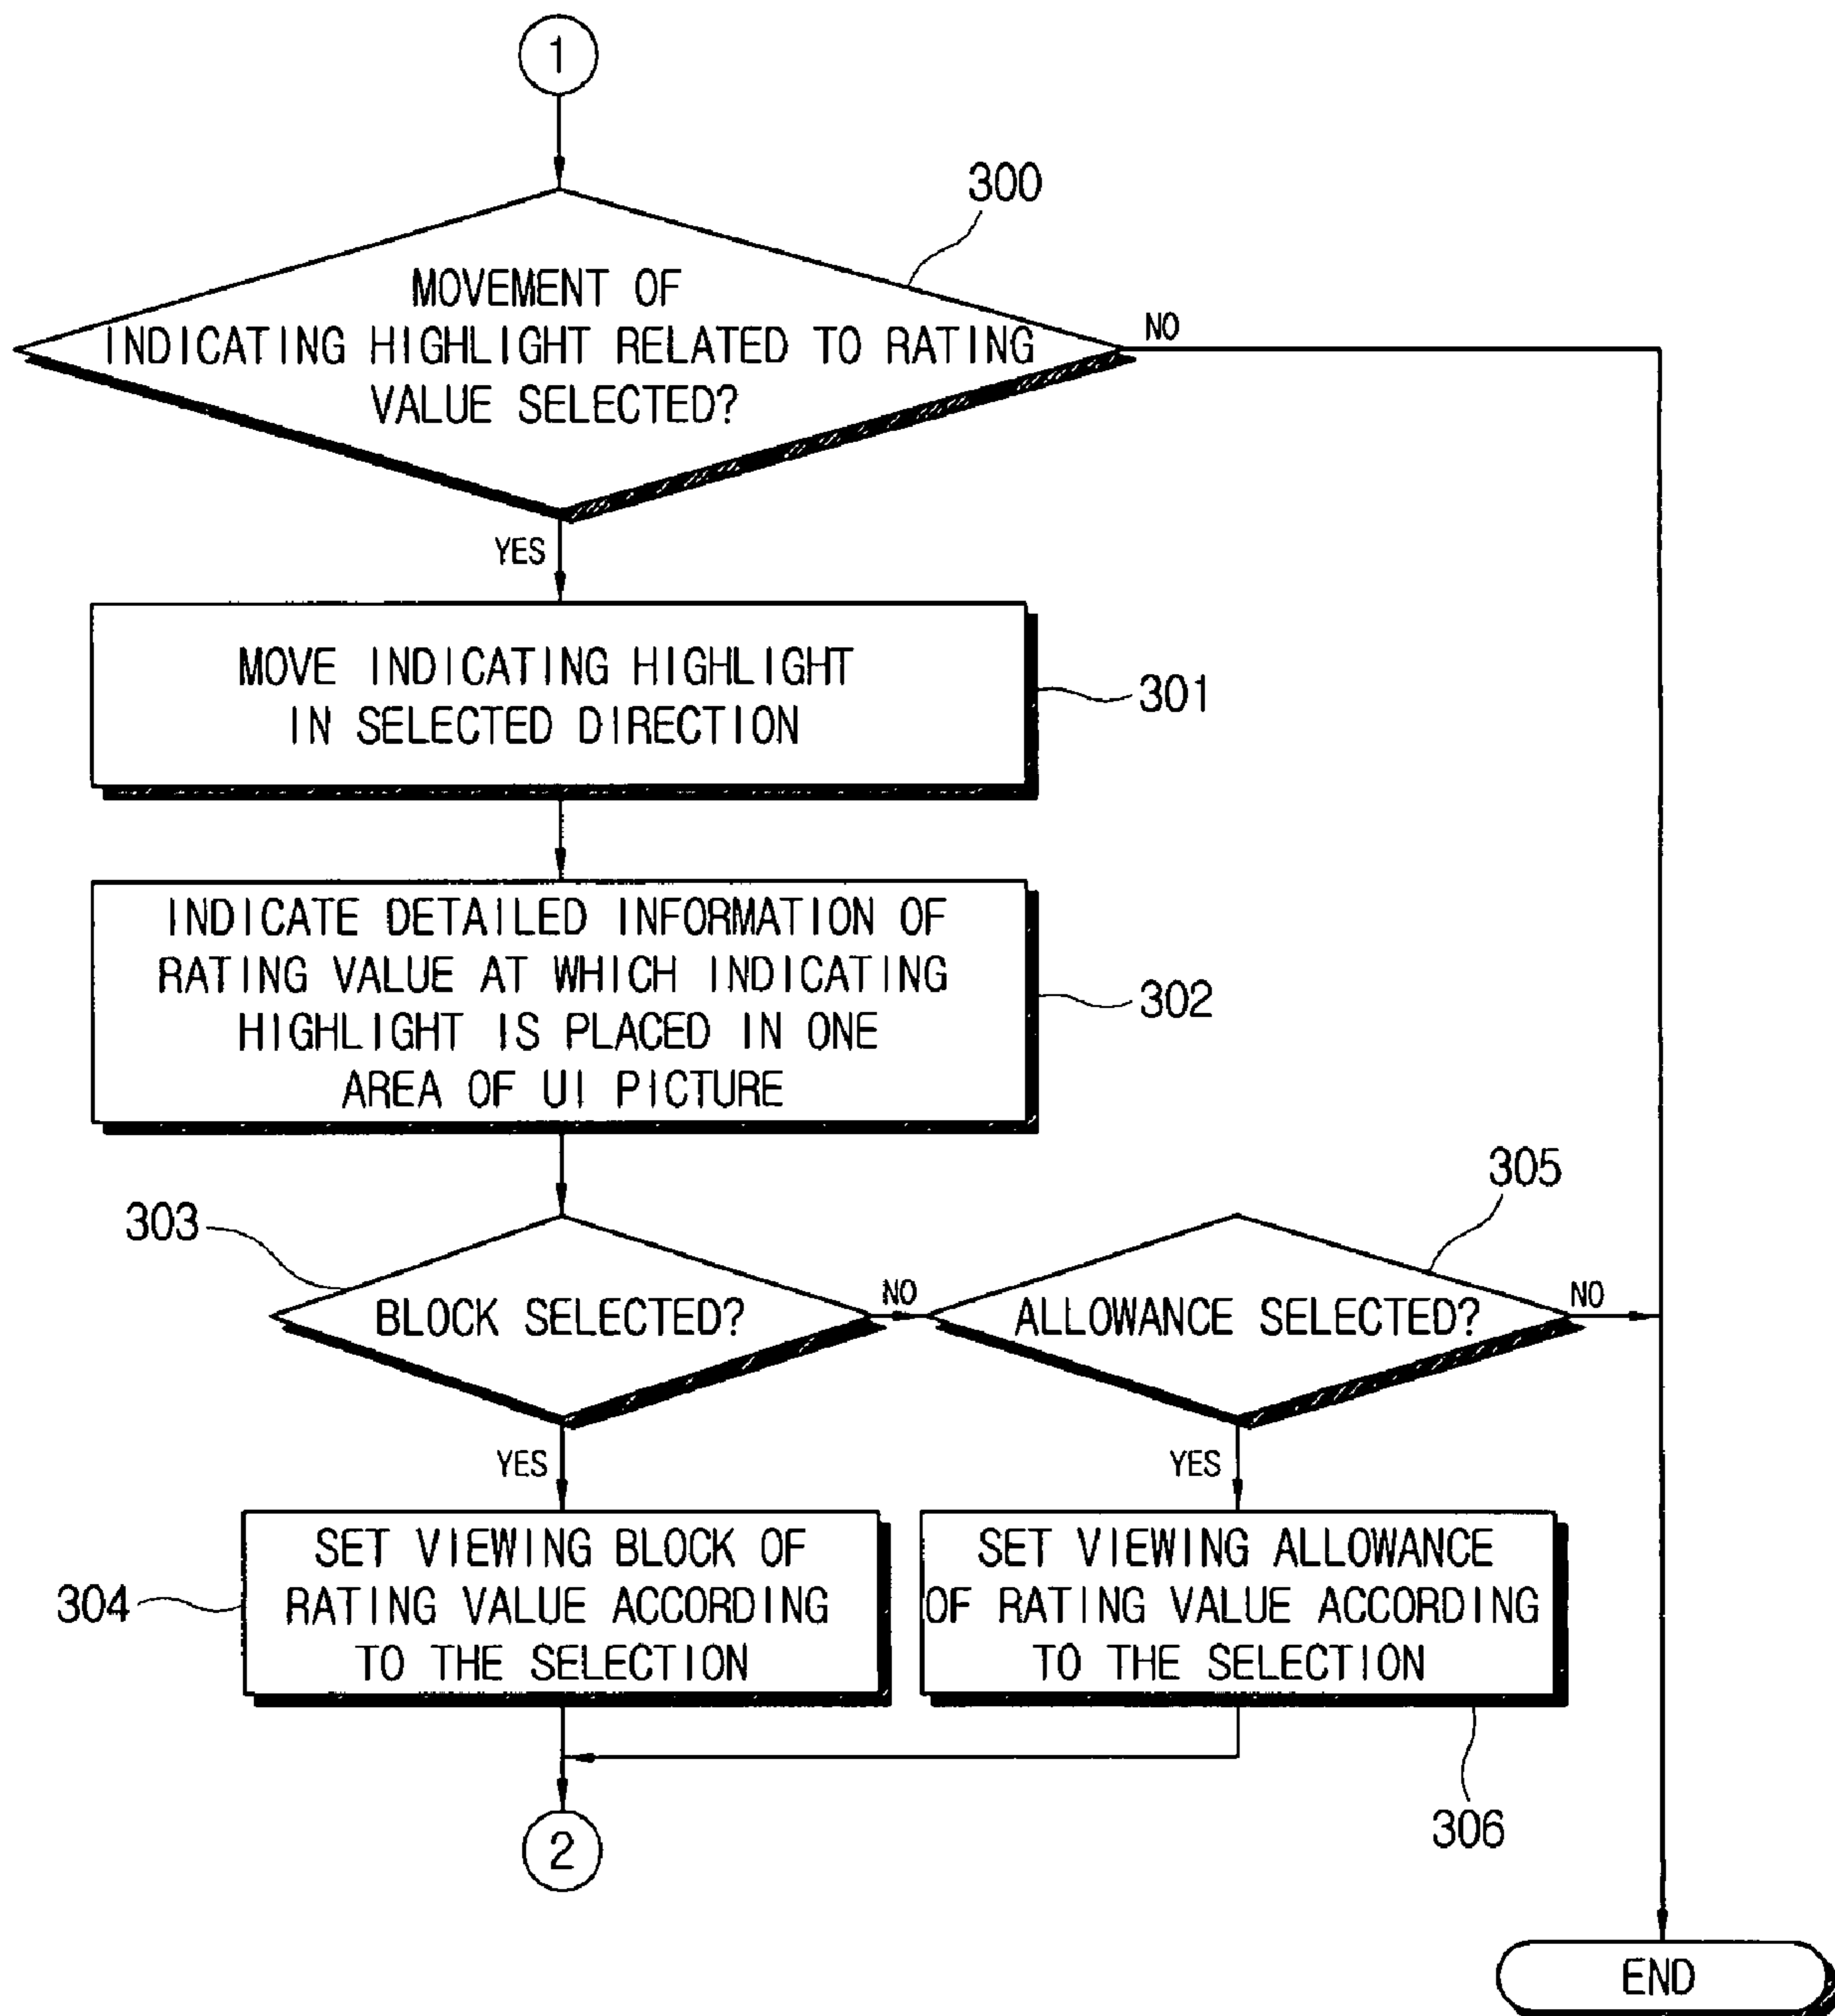 1
300
MOVEMENT OF
INDICATING HIGHLIGHT RELATED TO RATING
VALUE SELECTED?
NO
YES
MOVE INDICATING HIGHLIGHT
IN SELECTED DIRECTION
301
INDICATE DETAILED INFORMATION OF
RATING VALUE AT WHICH INDICATING
HIGHLIGHT IS PLACED IN ONE
AREA OF UI PICTURE
302
303
BLOCK SELECTED?
NO
305
ALLOWANCE SELECTED?
NO
YES
YES
304
SET VIEWING BLOCK OF
RATING VALUE ACCORDING
TO THE SELECTION
SET VIEWING ALLOWANCE
OF RATING VALUE ACCORDING
TO THE SELECTION
306
2
END